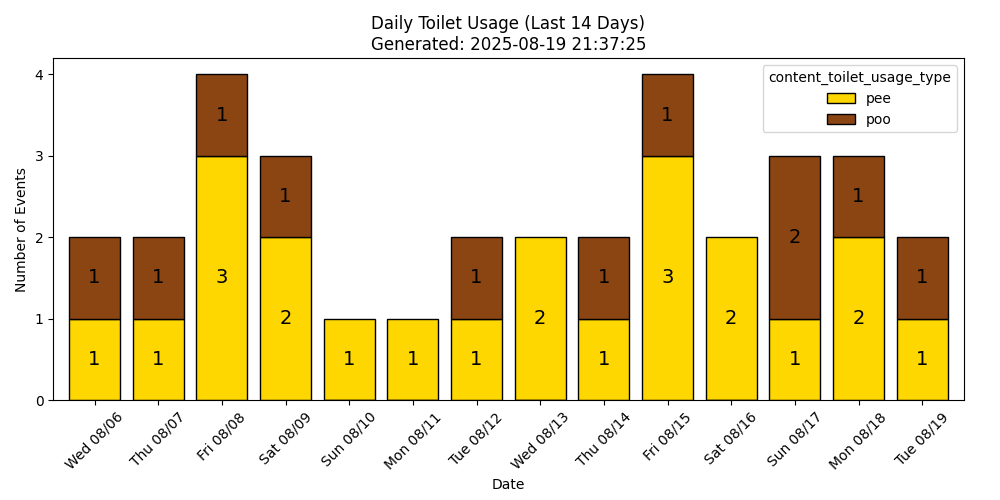 Daily Toilet Usage (Last 14 Days)
Generated: 2025-08-19 21:37:25
content_toilet_usage_type
pee
poo
Number of Events
4
3
2
1
0
1 1 3 2 1 1 1 2 1 3 2 1 2 1
1 1 1 1 1 1 1 2 1 1
Wed 08/06
Thu 08/07
Fri 08/08
Sat 08/09
Sun 08/10
Mon 08/11
Tue 08/12
Wed 08/13
Thu 08/14
Fri 08/15
Sat 08/16
Sun 08/17
Mon 08/18
Tue 08/19
Date